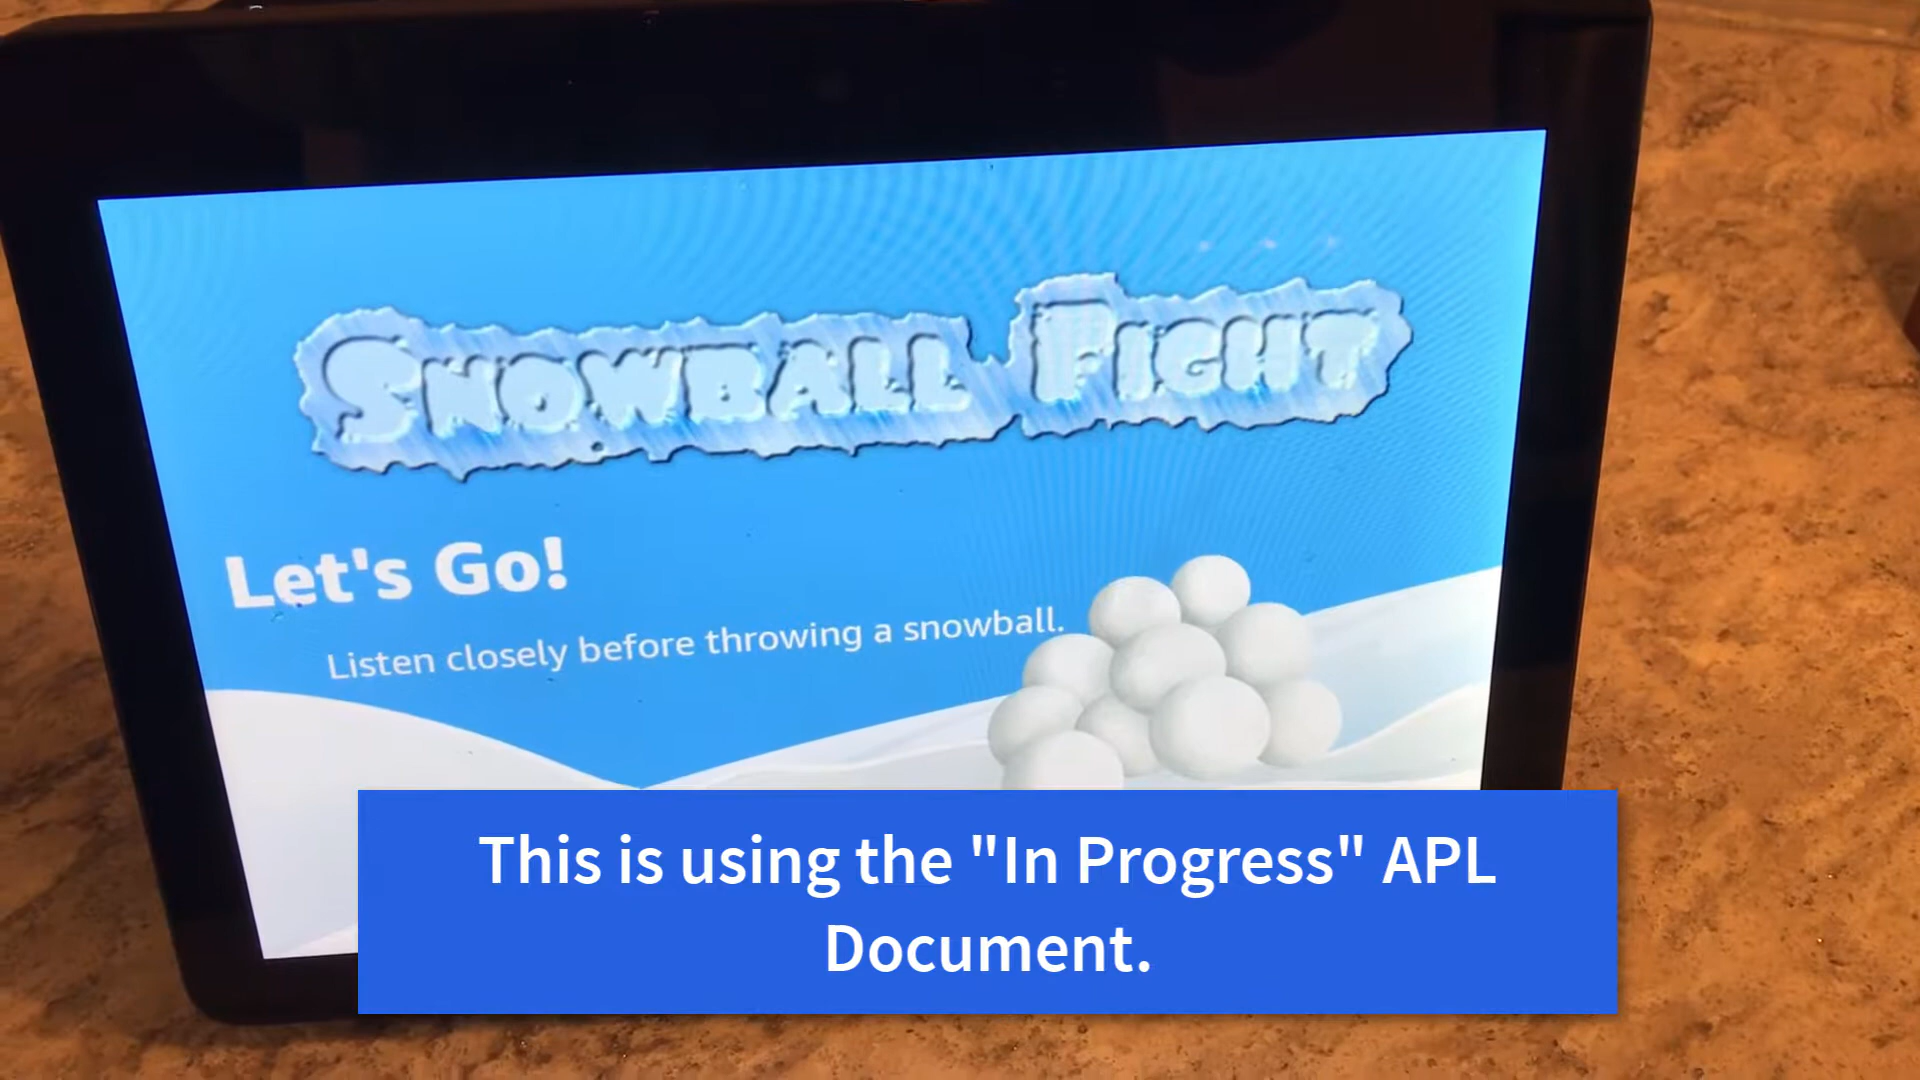 Snowball Fight
Let's Go!
Listen closely before throwing a snowball.
This is using the "In Progress" APL
Document.